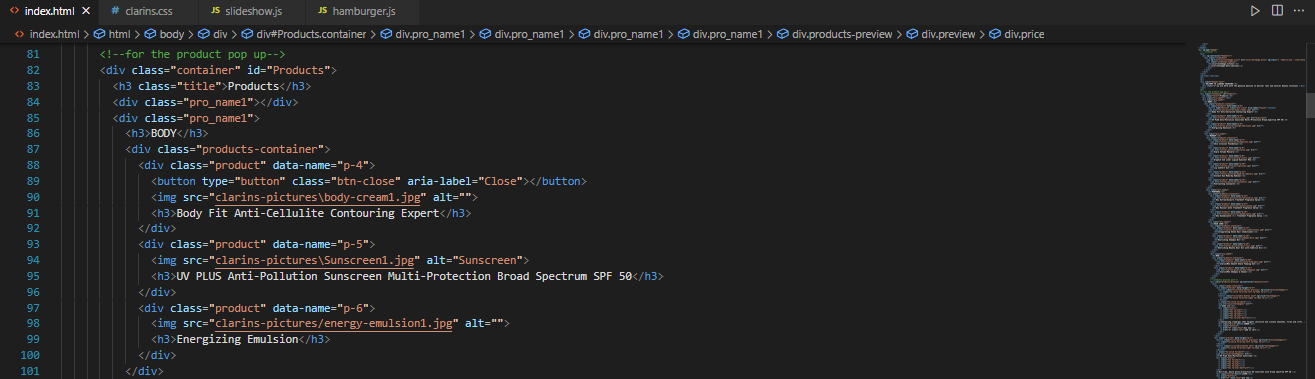 index.html clarins.css JS slideshow.js JS hamburger.js
index.html html body div div#Products.container div.pro_name1 div.pro_name1 div.pro_name1 div.pro_name1 div.products-preview div.preview div.price
81 <!--for the product pop up-->
82 <div class="container" id="Products">
83 <h3 class="title">Products</h3>
84 <div class="pro_name1"></div>
85 <div class="pro_name1">
86 <h3>BODY</h3>
87 <div class="products-container">
88 <div class="product" data-name="p-4">
89 <button type="button" class="btn-close" aria-label="Close"></button>
90 <img src="clarins-pictures\body-cream1.jpg" alt="">
91 <h3>Body Fit Anti-Cellulite Contouring Expert</h3>
92 </div>
93 <div class="product" data-name="p-5">
94 <img src="clarins-pictures\Sunscreen1.jpg" alt="Sunscreen">
95 <h3>UV PLUS Anti-Pollution Sunscreen Multi-Protection Broad Spectrum SPF 50</h3>
96 </div>
97 <div class="product" data-name="p-6">
98 <img src="clarins-pictures/energy-emulsion1.jpg" alt="">
99 <h3>Energizing Emulsion</h3>
100 </div>
101 </div>